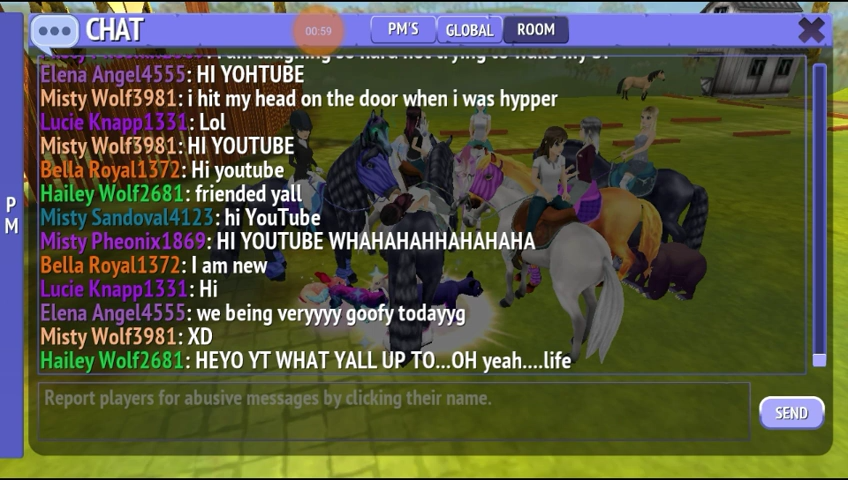 CHAT
00:59
PM'S
GLOBAL
ROOM
Elena Angel4555: HI YOHTUBE
Misty Wolf3981: i hit my head on the door when i was hypper
Lucie Knapp1331: Lol
Misty Wolf3981: HI YOUTUBE
Bella Royal1372: Hi youtube
Hailey Wolf2681: friended yall
Misty Sandoval4123: hi YouTube
Misty Pheonix1869: HI YOUTUBE WHAHAHAHHAHAHAHA
Bella Royal1372: I am new
Lucie Knapp1331: Hi
Elena Angel4555: we being veryyyy goofy todayyg
Misty Wolf3981: XD
Hailey Wolf2681: HEYO YT WHAT YALL UP TO...OH yeah....life
PM
Report players for abusive messages by clicking their name.
SEND